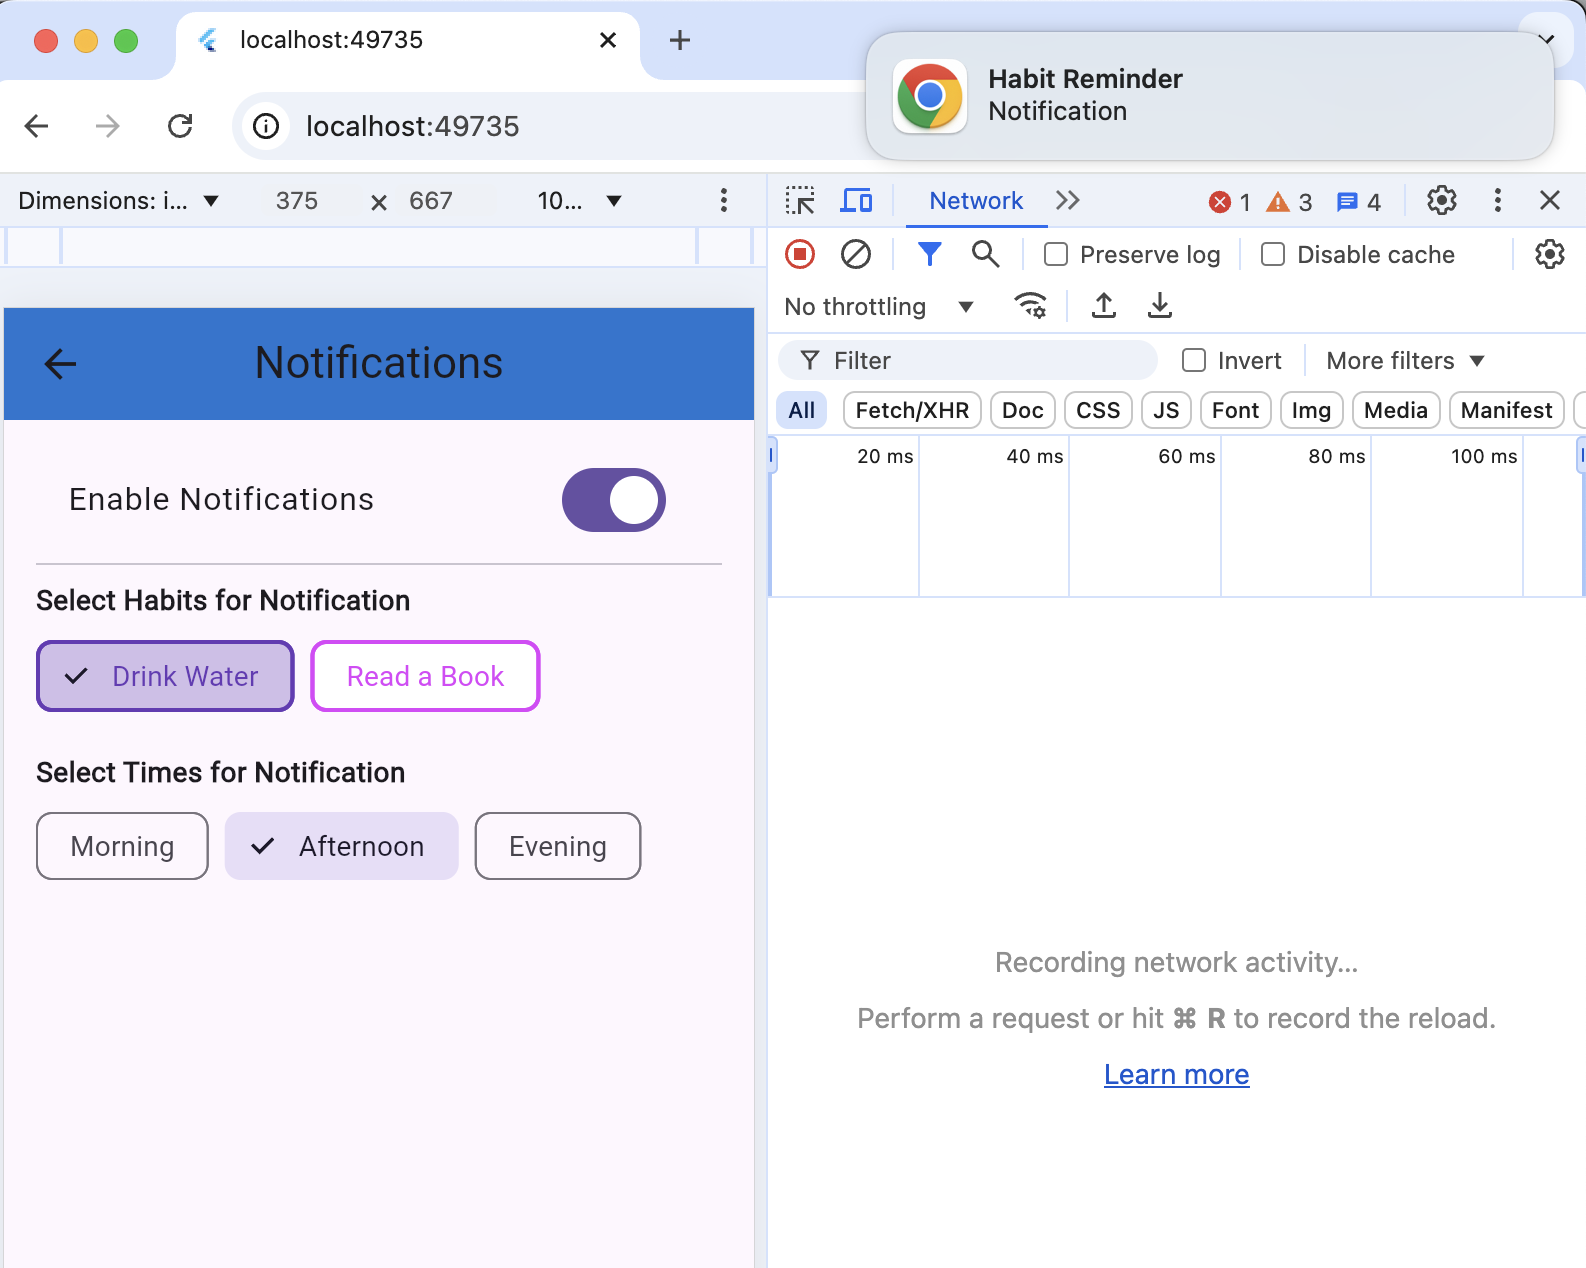 localhost:49735
Habit Reminder
Notification
localhost:49735
Dimensions: i... 375 x 667 10...
Network 1 3 4
Preserve log Disable cache
No throttling
Filter Invert More filters
All Fetch/XHR Doc CSS JS Font Img Media Manifest
20 ms 40 ms 60 ms 80 ms 100 ms
Notifications
Enable Notifications
Select Habits for Notification
Drink Water Read a Book
Select Times for Notification
Morning Afternoon Evening
Recording network activity...
Perform a request or hit ⌘ R to record the reload.
Learn more